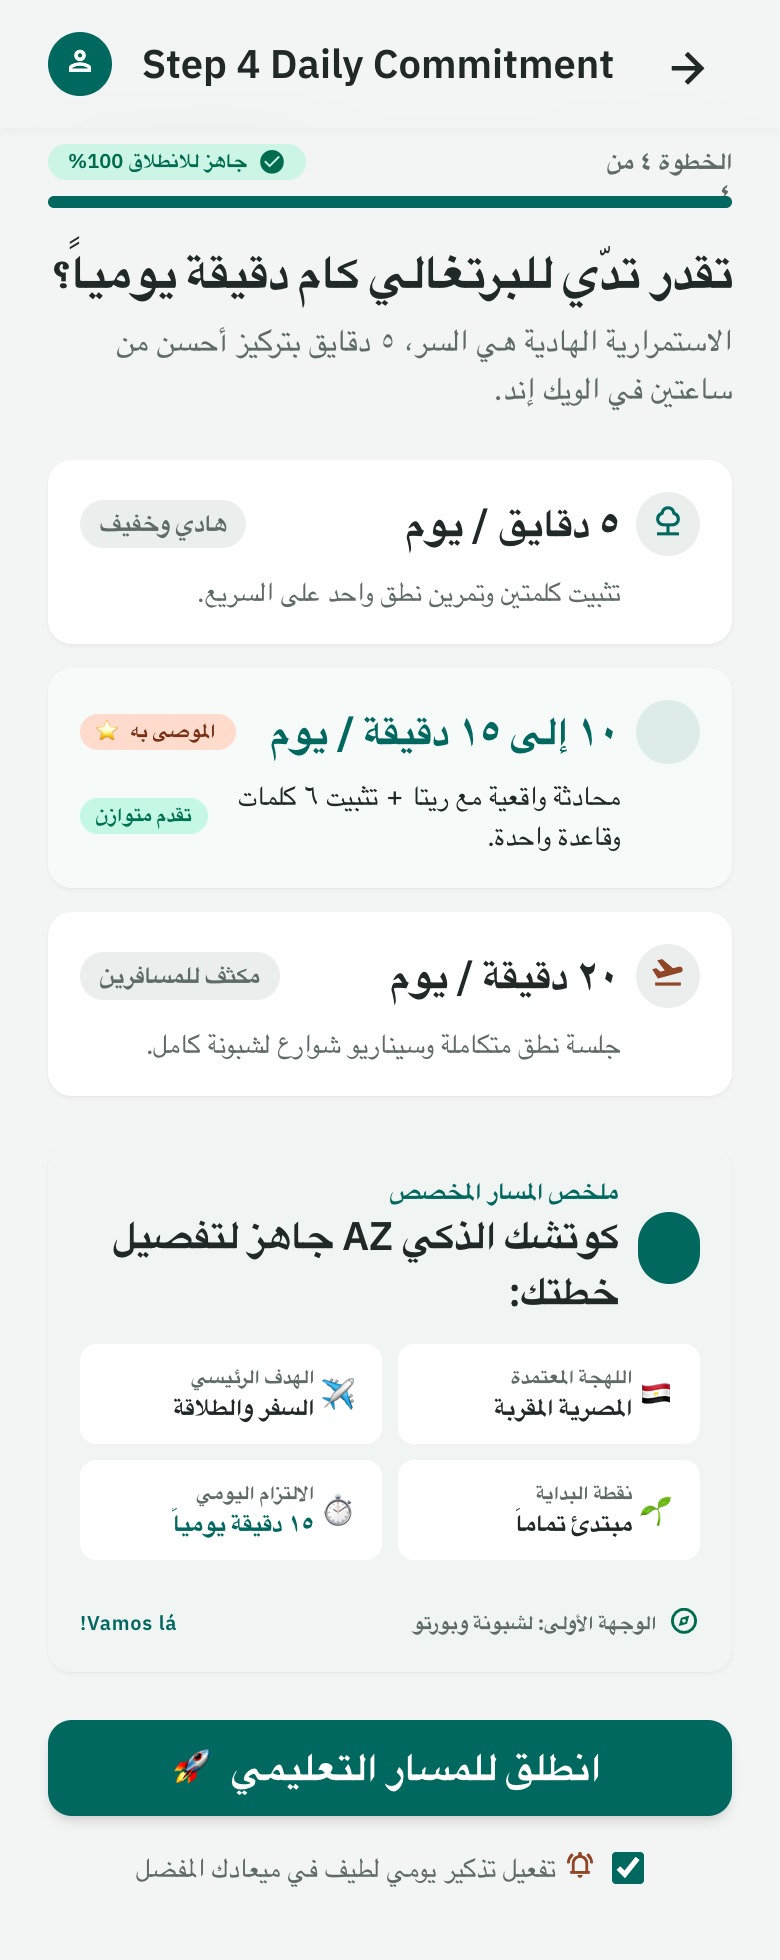 Step 4 Daily Commitment
الخطوة ٤ من
٤
جاهز للانطلاق 100%
تقدر تدّي للبرتغالي كام دقيقة يومياً؟
الاستمرارية الهادية هي السر، ٥ دقايق بتركيز أحسن من
ساعتين في الويك إند.
٥ دقايق / يوم
هادي وخفيف
تثبيت كلمتين وتمرين نطق واحد على السريع.
١٠ إلى ١٥ دقيقة / يوم
الموصى به ⭐
محادثة واقعية مع ريتا + تثبيت ٦ كلمات
وقاعدة واحدة.
تقدم متوازن
٢٠ دقيقة / يوم
مكثف للمسافرين
جلسة نطق متكاملة وسيناريو شوارع لشبونة كامل.
ملخص المسار المخصص
كوتشك الذكي AZ جاهز لتفصيل
خطتك:
🇪🇬 اللهجة المعتمدة
المصرية المقربة
✈️ الهدف الرئيسي
السفر والطلاقة
🌱 نقطة البداية
مبتدئ تماماً
⏱️ الالتزام اليومي
١٥ دقيقة يومياً
الوجهة الأولى: لشبونة وبورتو
!Vamos lá
انطلق للمسار التعليمي 🚀
تفعيل تذكير يومي لطيف في ميعادك المفضل